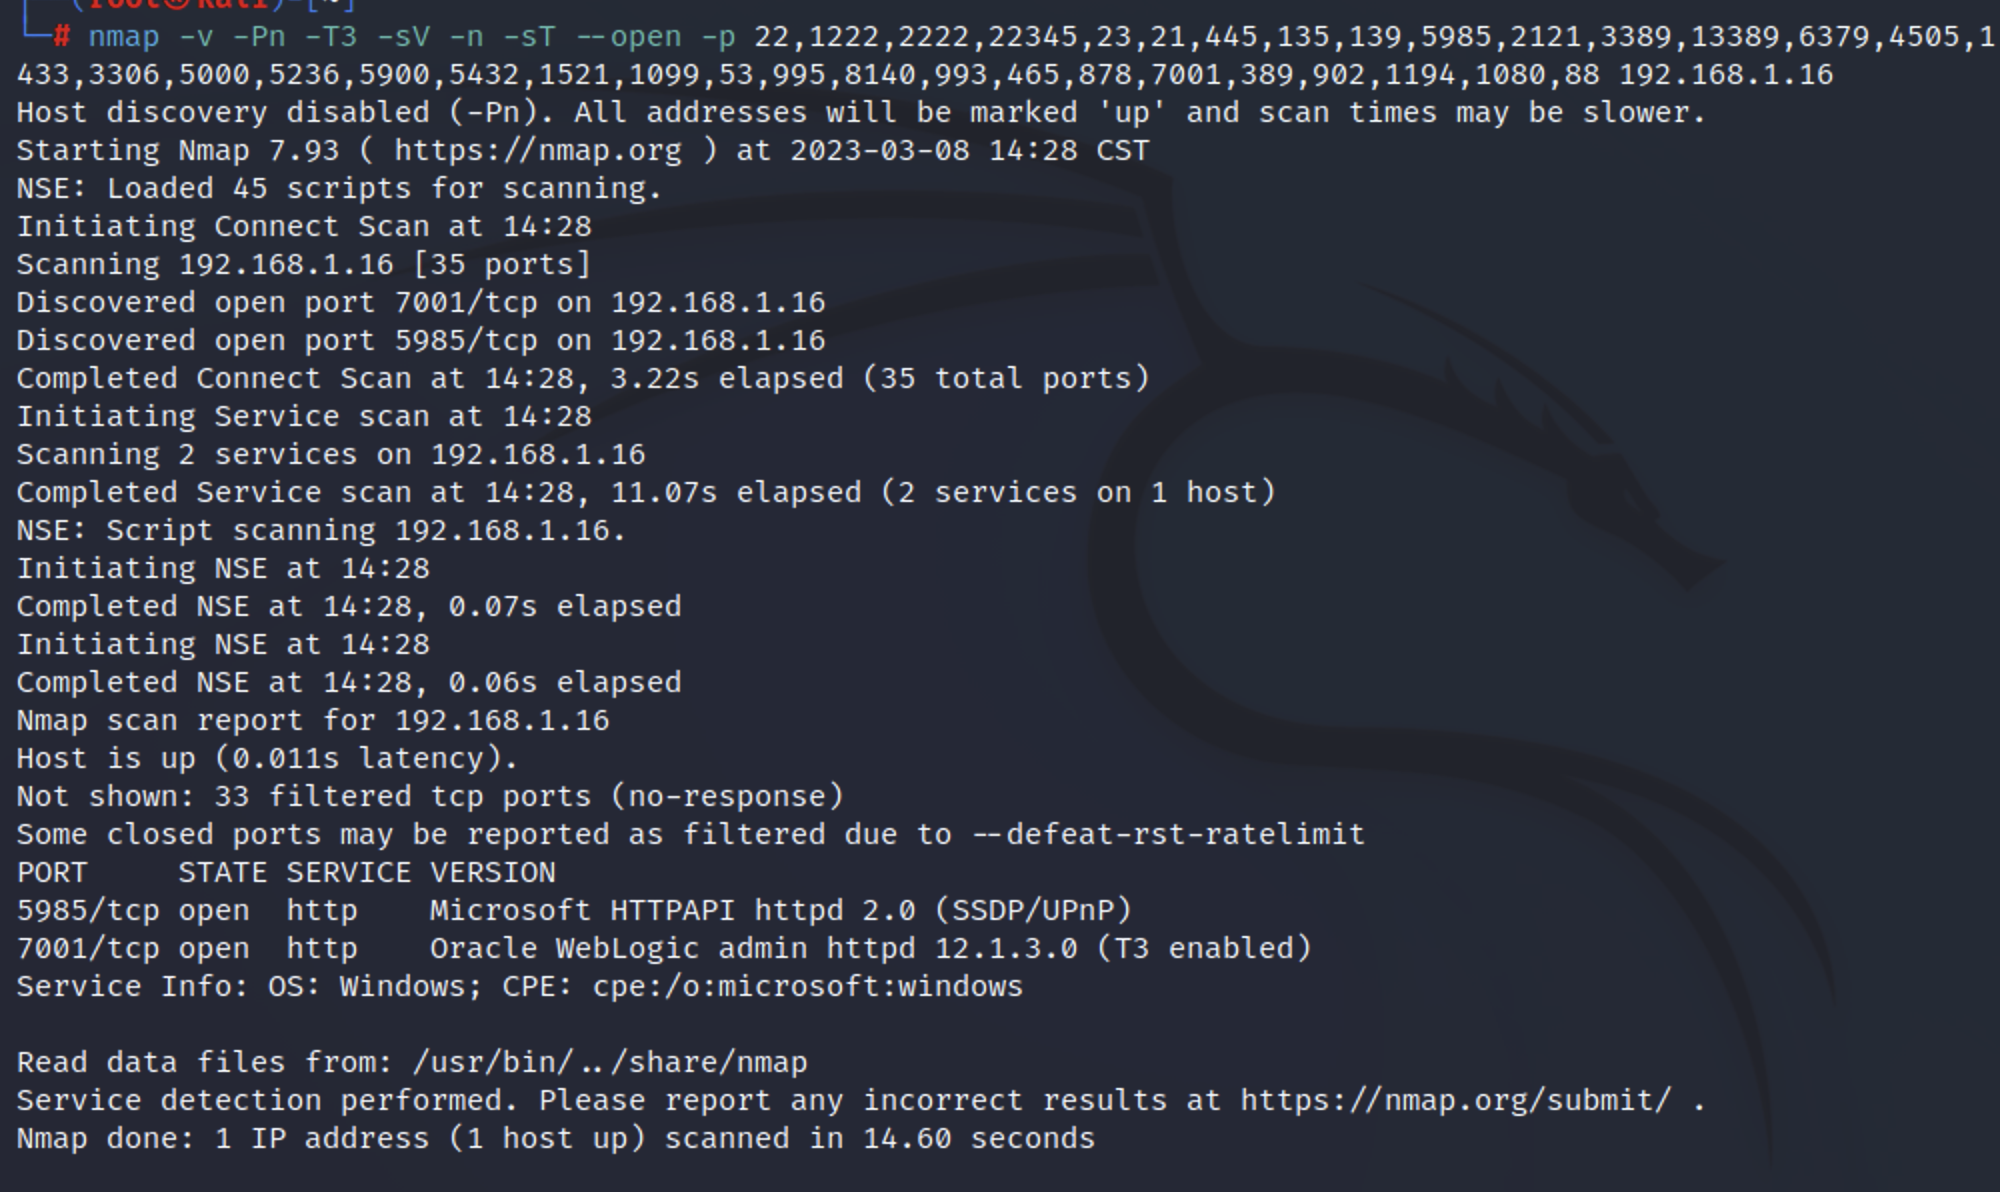 (root㉿kali)-[~]
└─# nmap -v -Pn -T3 -sV -n -sT --open -p 22,1222,2222,22345,23,21,445,135,139,5985,2121,3389,13389,6379,4505,1
433,3306,5000,5236,5900,5432,1521,1099,53,995,8140,993,465,878,7001,389,902,1194,1080,88 192.168.1.16
Host discovery disabled (-Pn). All addresses will be marked 'up' and scan times may be slower.
Starting Nmap 7.93 ( https://nmap.org ) at 2023-03-08 14:28 CST
NSE: Loaded 45 scripts for scanning.
Initiating Connect Scan at 14:28
Scanning 192.168.1.16 [35 ports]
Discovered open port 7001/tcp on 192.168.1.16
Discovered open port 5985/tcp on 192.168.1.16
Completed Connect Scan at 14:28, 3.22s elapsed (35 total ports)
Initiating Service scan at 14:28
Scanning 2 services on 192.168.1.16
Completed Service scan at 14:28, 11.07s elapsed (2 services on 1 host)
NSE: Script scanning 192.168.1.16.
Initiating NSE at 14:28
Completed NSE at 14:28, 0.07s elapsed
Initiating NSE at 14:28
Completed NSE at 14:28, 0.06s elapsed
Nmap scan report for 192.168.1.16
Host is up (0.011s latency).
Not shown: 33 filtered tcp ports (no-response)
Some closed ports may be reported as filtered due to --defeat-rst-ratelimit
PORT     STATE SERVICE VERSION
5985/tcp open  http    Microsoft HTTPAPI httpd 2.0 (SSDP/UPnP)
7001/tcp open  http    Oracle WebLogic admin httpd 12.1.3.0 (T3 enabled)
Service Info: OS: Windows; CPE: cpe:/o:microsoft:windows
Read data files from: /usr/bin/../share/nmap
Service detection performed. Please report any incorrect results at https://nmap.org/submit/ .
Nmap done: 1 IP address (1 host up) scanned in 14.60 seconds